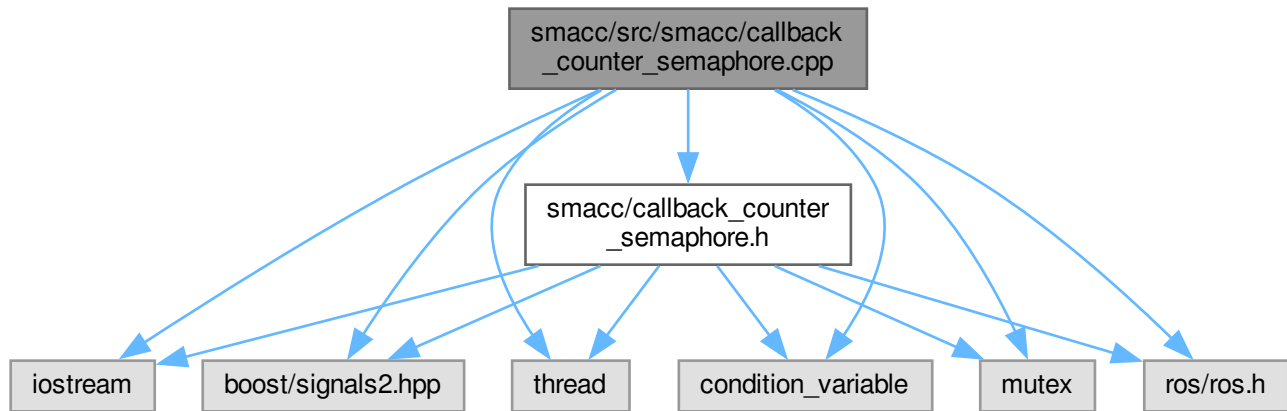 smacc/src/smacc/callback
_counter_semaphore.cpp
smacc/callback_counter
_semaphore.h
iostream
boost/signals2.hpp
thread
condition_variable
mutex
ros/ros.h